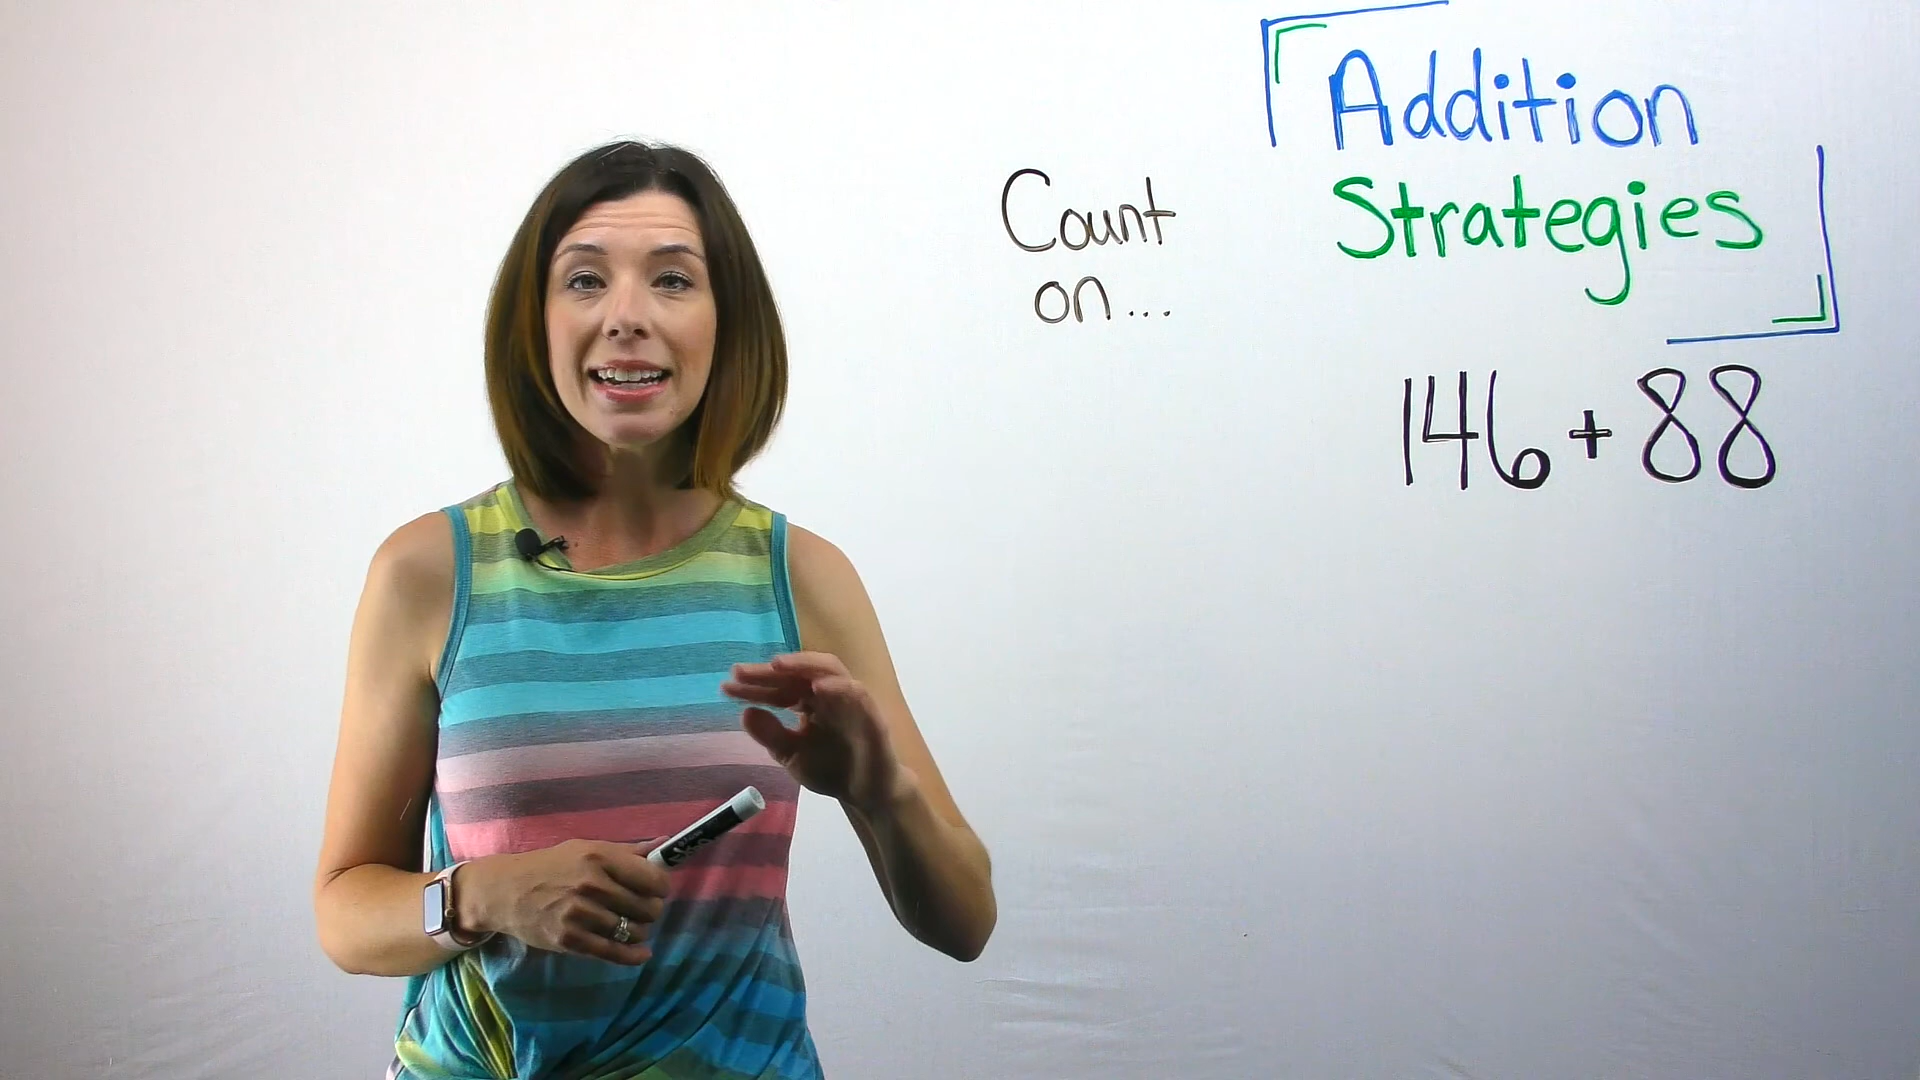 Addition
Strategies
Count
on...
146 + 88